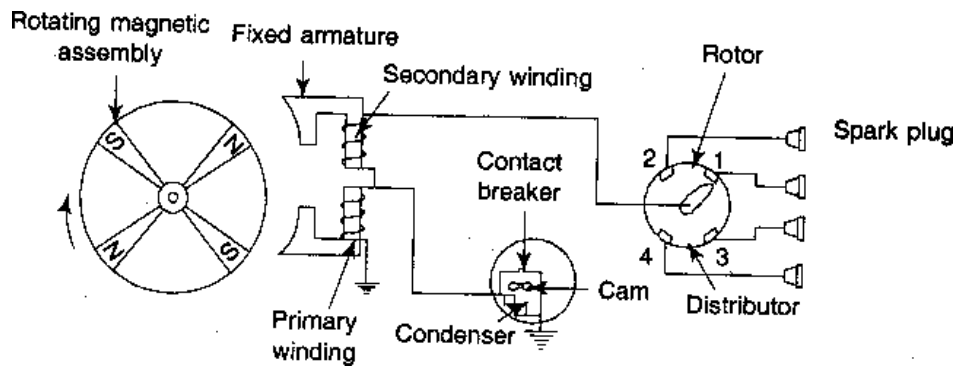 Rotating magnetic
assembly
Fixed armature
Secondary winding
Rotor
Spark plug
Contact
breaker
2
1
4
3
S
N
N
S
Cam
Distributor
Condenser
Primary
winding